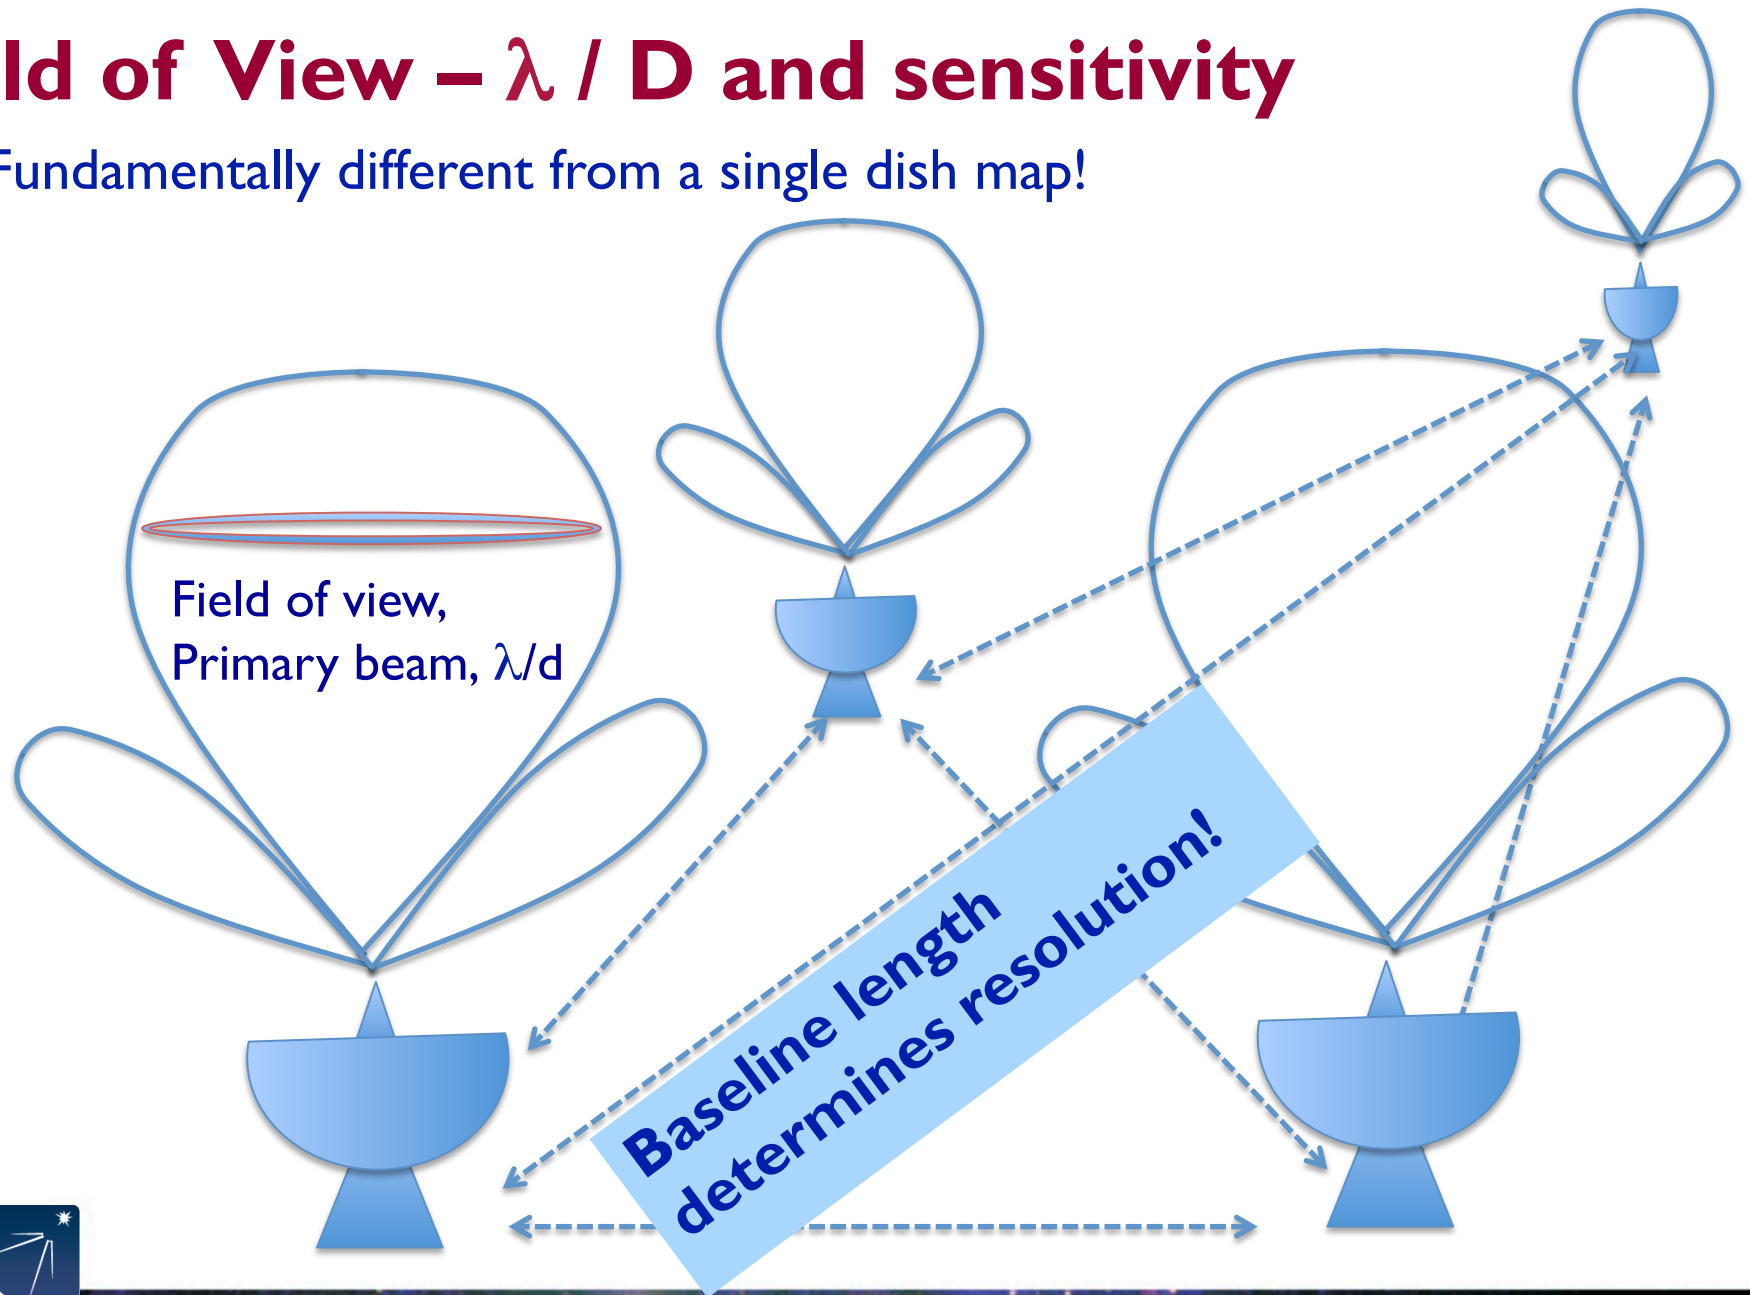 ld of View – λ / D and sensitivity
Fundamentally different from a single dish map!
Field of view,
Primary beam, λ/d
Baseline length
determines resolution!